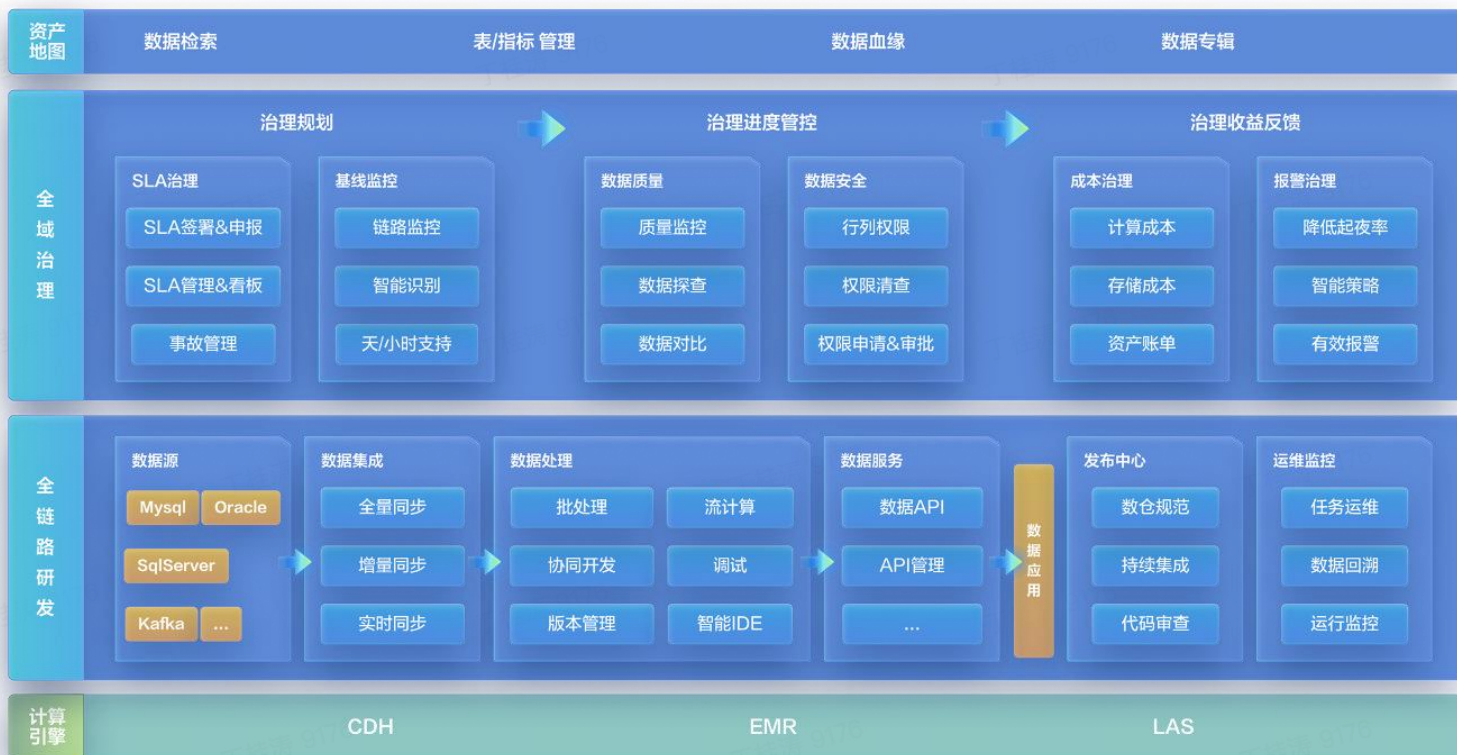 资产
地图
数据检索
表/指标 管理
数据血缘
数据专辑
全域治理
治理规划
治理进度管控
治理收益反馈
SLA治理
SLA签署&申报
SLA管理&看板
事故管理
基线监控
链路监控
智能识别
天/小时支持
数据质量
质量监控
数据探查
数据对比
数据安全
行列权限
权限清查
权限申请&审批
成本治理
计算成本
存储成本
资产账单
报警治理
降低起夜率
智能策略
有效报警
全链路研发
数据源
Mysql
Oracle
SqlServer
Kafka
...
数据集成
全量同步
增量同步
实时同步
数据处理
批处理
流计算
协同开发
调试
版本管理
智能IDE
数据服务
数据API
API管理
...
数据应用
发布中心
数仓规范
持续集成
代码审查
运维监控
任务运维
数据回溯
运行监控
计算
引擎
CDH
EMR
LAS